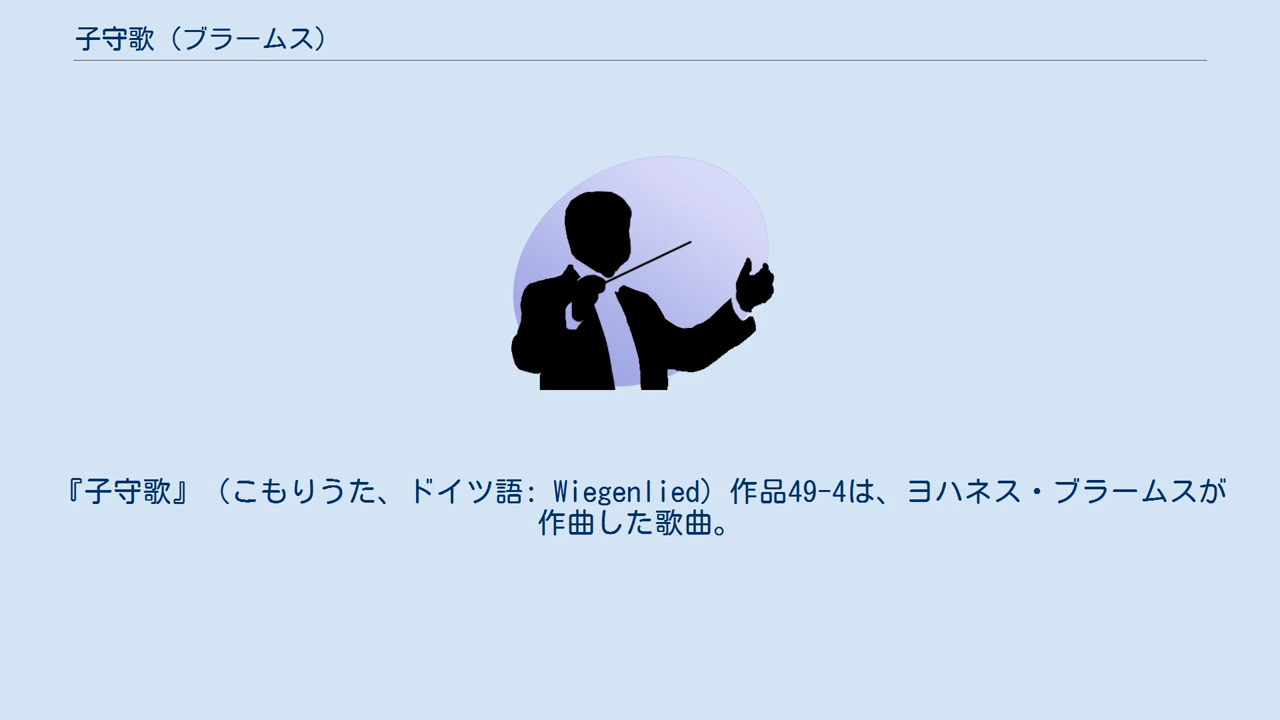 子守歌（ブラームス）
『子守歌』（こもりうた、ドイツ語: Wiegenlied）作品49-4は、ヨハネス・ブラームスが
作曲した歌曲。